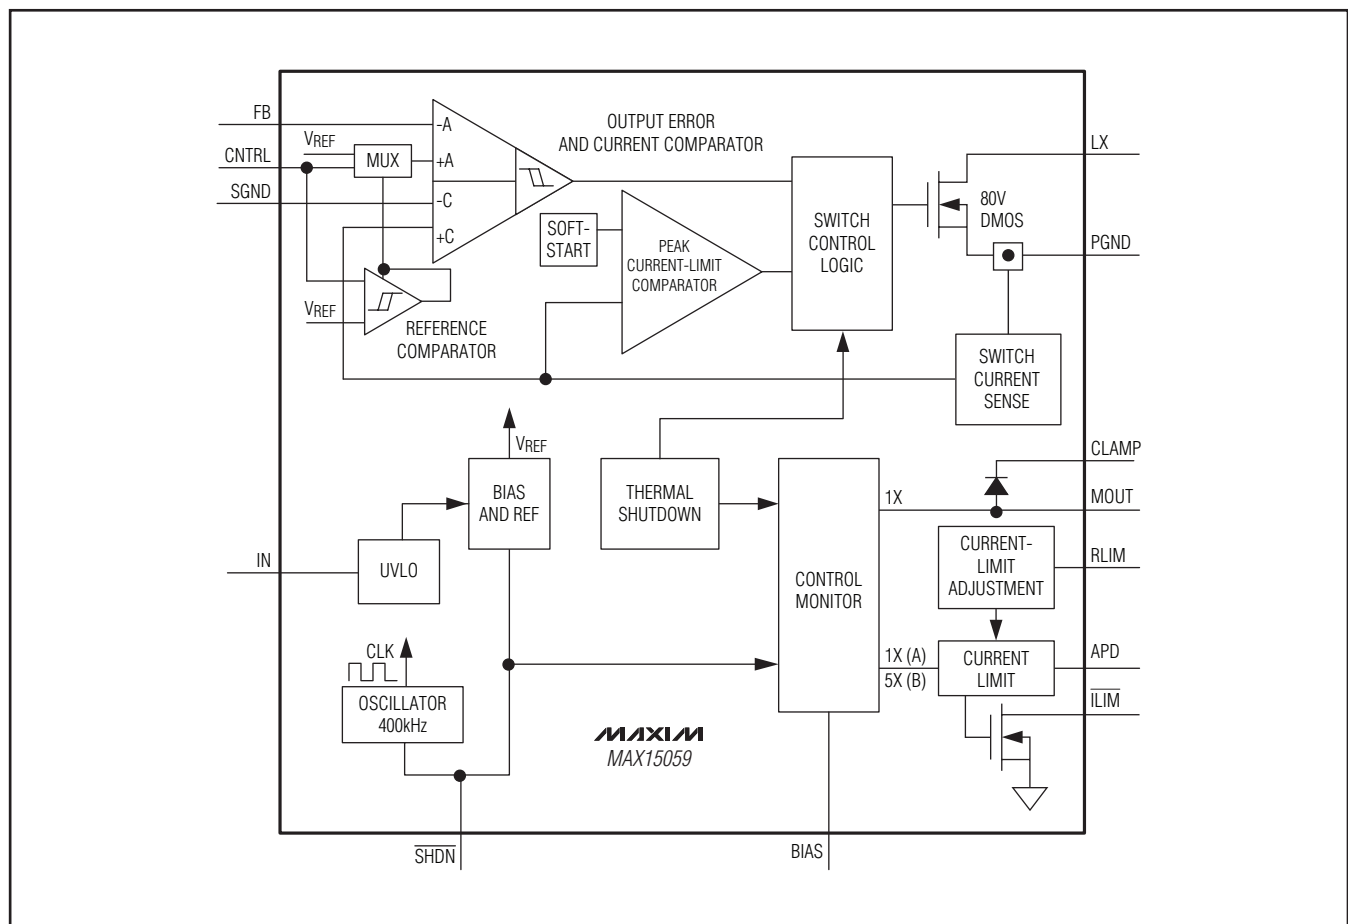 FB
VREF
CNTRL
MUX
SGND
-A
+A
-C
+C
OUTPUT ERROR
AND CURRENT COMPARATOR
SOFT-
START
PEAK
CURRENT-LIMIT
COMPARATOR
SWITCH
CONTROL
LOGIC
80V
DMOS
LX
PGND
VREF
REFERENCE
COMPARATOR
SWITCH
CURRENT
SENSE
VREF
BIAS
AND REF
THERMAL
SHUTDOWN
1X
CLAMP
MOUT
IN
UVLO
CONTROL
MONITOR
CURRENT-
LIMIT
ADJUSTMENT
RLIM
CLK
OSCILLATOR
400kHz
1X (A)
5X (B)
CURRENT
LIMIT
APD
ILIM
MAXIM
MAX15059
SHDN
BIAS